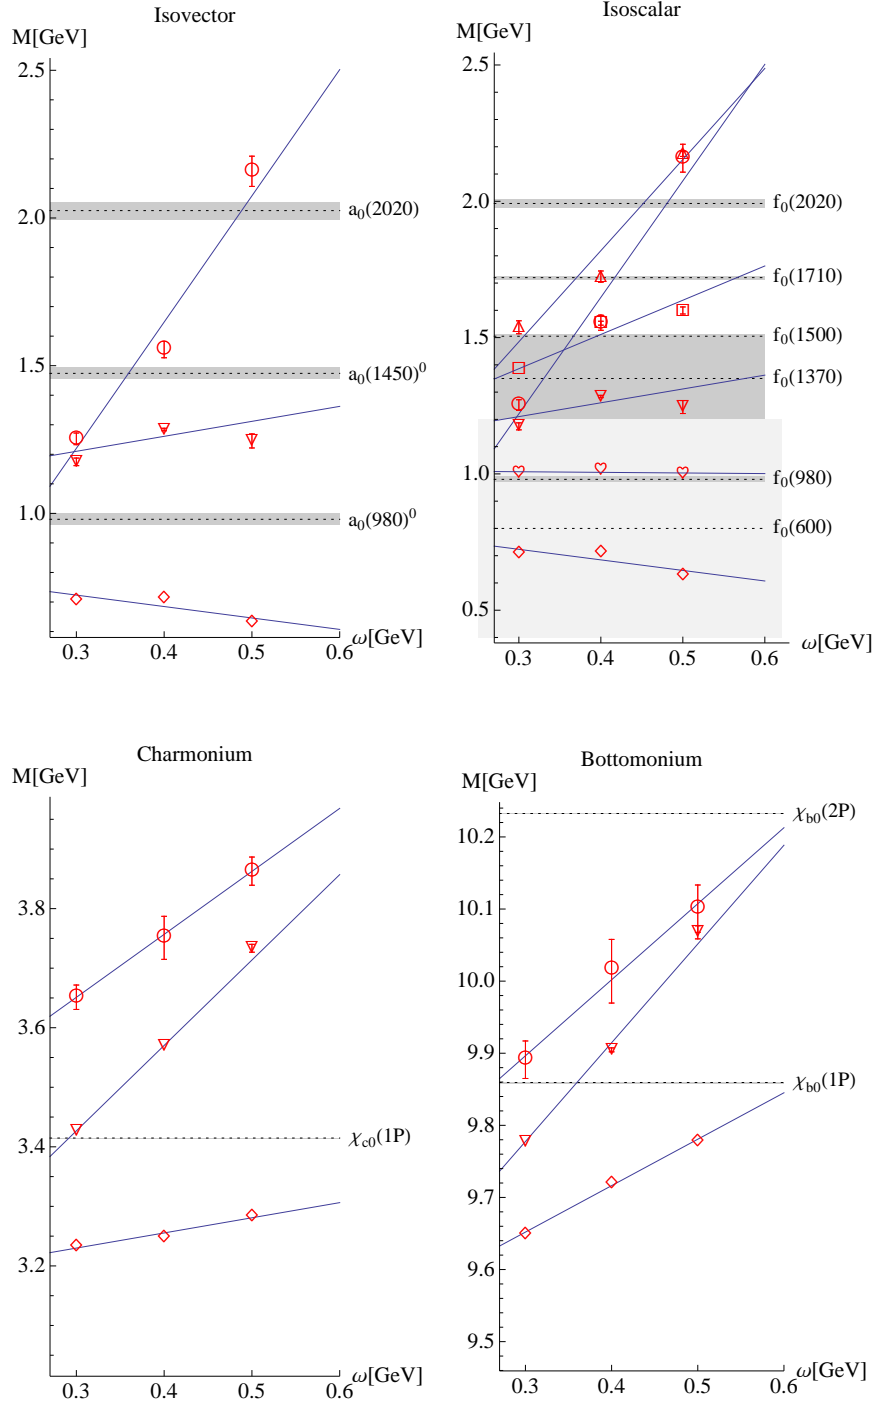 Isovector
M[GeV]
2.5
2.0
1.5
1.0
a0(2020)
a0(1450)^0
a0(980)^0
0.3 0.4 0.5 0.6
ω[GeV]
Isoscalar
M[GeV]
2.5
2.0
1.5
1.0
0.5
f0(2020)
f0(1710)
f0(1500)
f0(1370)
f0(980)
f0(600)
0.3 0.4 0.5 0.6
ω[GeV]
Charmonium
M[GeV]
3.8
3.6
3.4
3.2
χc0(1P)
0.3 0.4 0.5 0.6
ω[GeV]
Bottomonium
M[GeV]
10.2
10.1
10.0
9.9
9.8
9.7
9.6
9.5
χb0(2P)
χb0(1P)
0.3 0.4 0.5 0.6
ω[GeV]